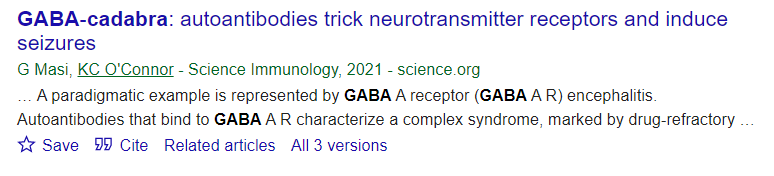 GABA-cadabra: autoantibodies trick neurotransmitter receptors and induce
seizures
G Masi, KC O'Connor - Science Immunology, 2021 - science.org
… A paradigmatic example is represented by GABA A receptor (GABA A R) encephalitis.
Autoantibodies that bind to GABA A R characterize a complex syndrome, marked by drug-refractory …
Save Cite Related articles All 3 versions